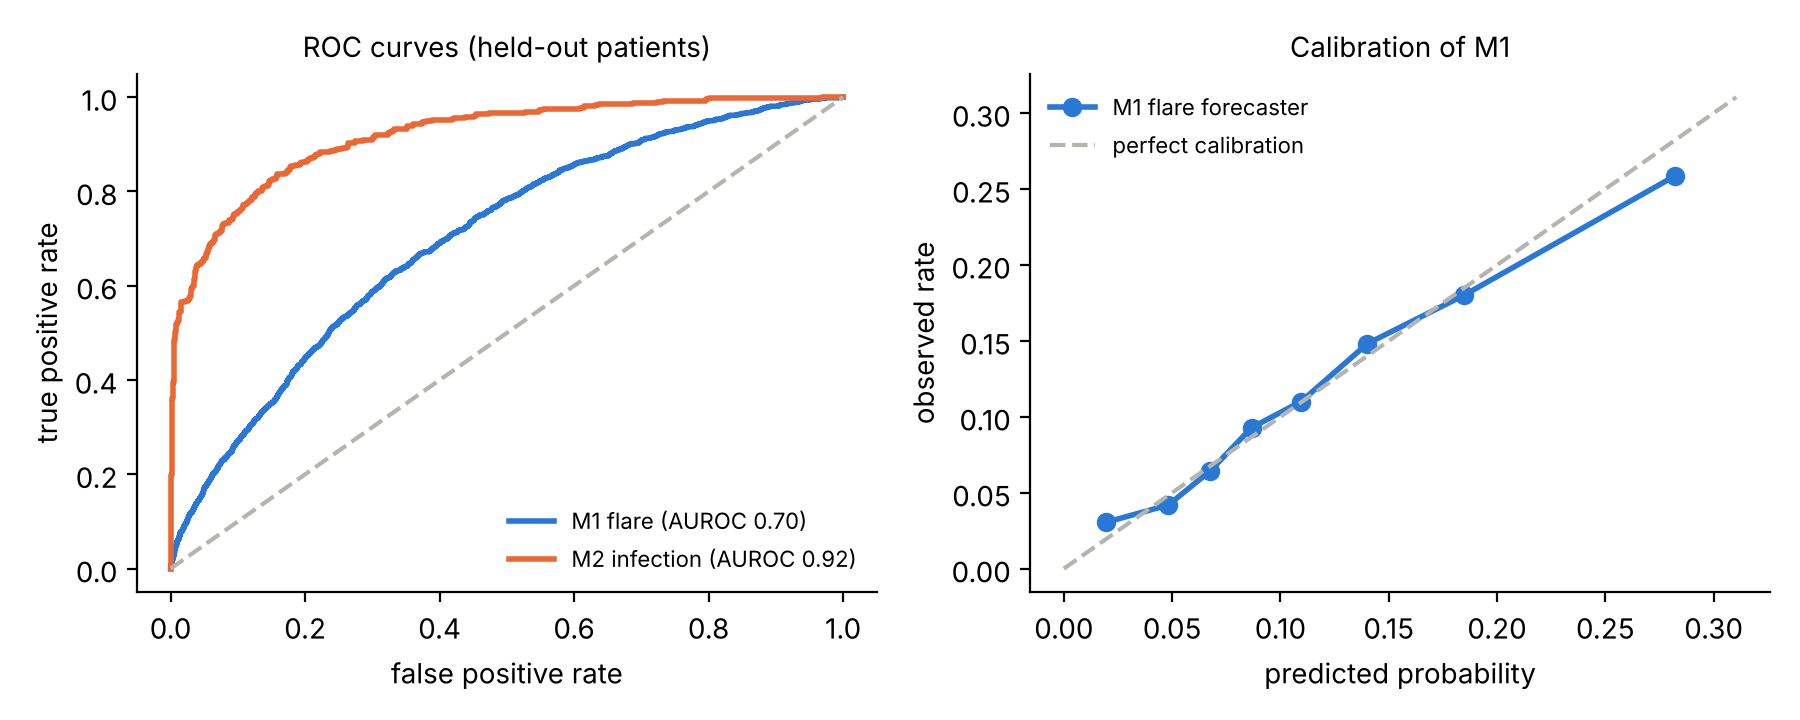 ROC curves (held-out patients)
true positive rate
1.0
0.8
0.6
0.4
0.2
0.0
M1 flare (AUROC 0.70)
M2 infection (AUROC 0.92)
0.0 0.2 0.4 0.6 0.8 1.0
false positive rate
Calibration of M1
observed rate
0.30
0.25
0.20
0.15
0.10
0.05
0.00
M1 flare forecaster
perfect calibration
0.00 0.05 0.10 0.15 0.20 0.25 0.30
predicted probability